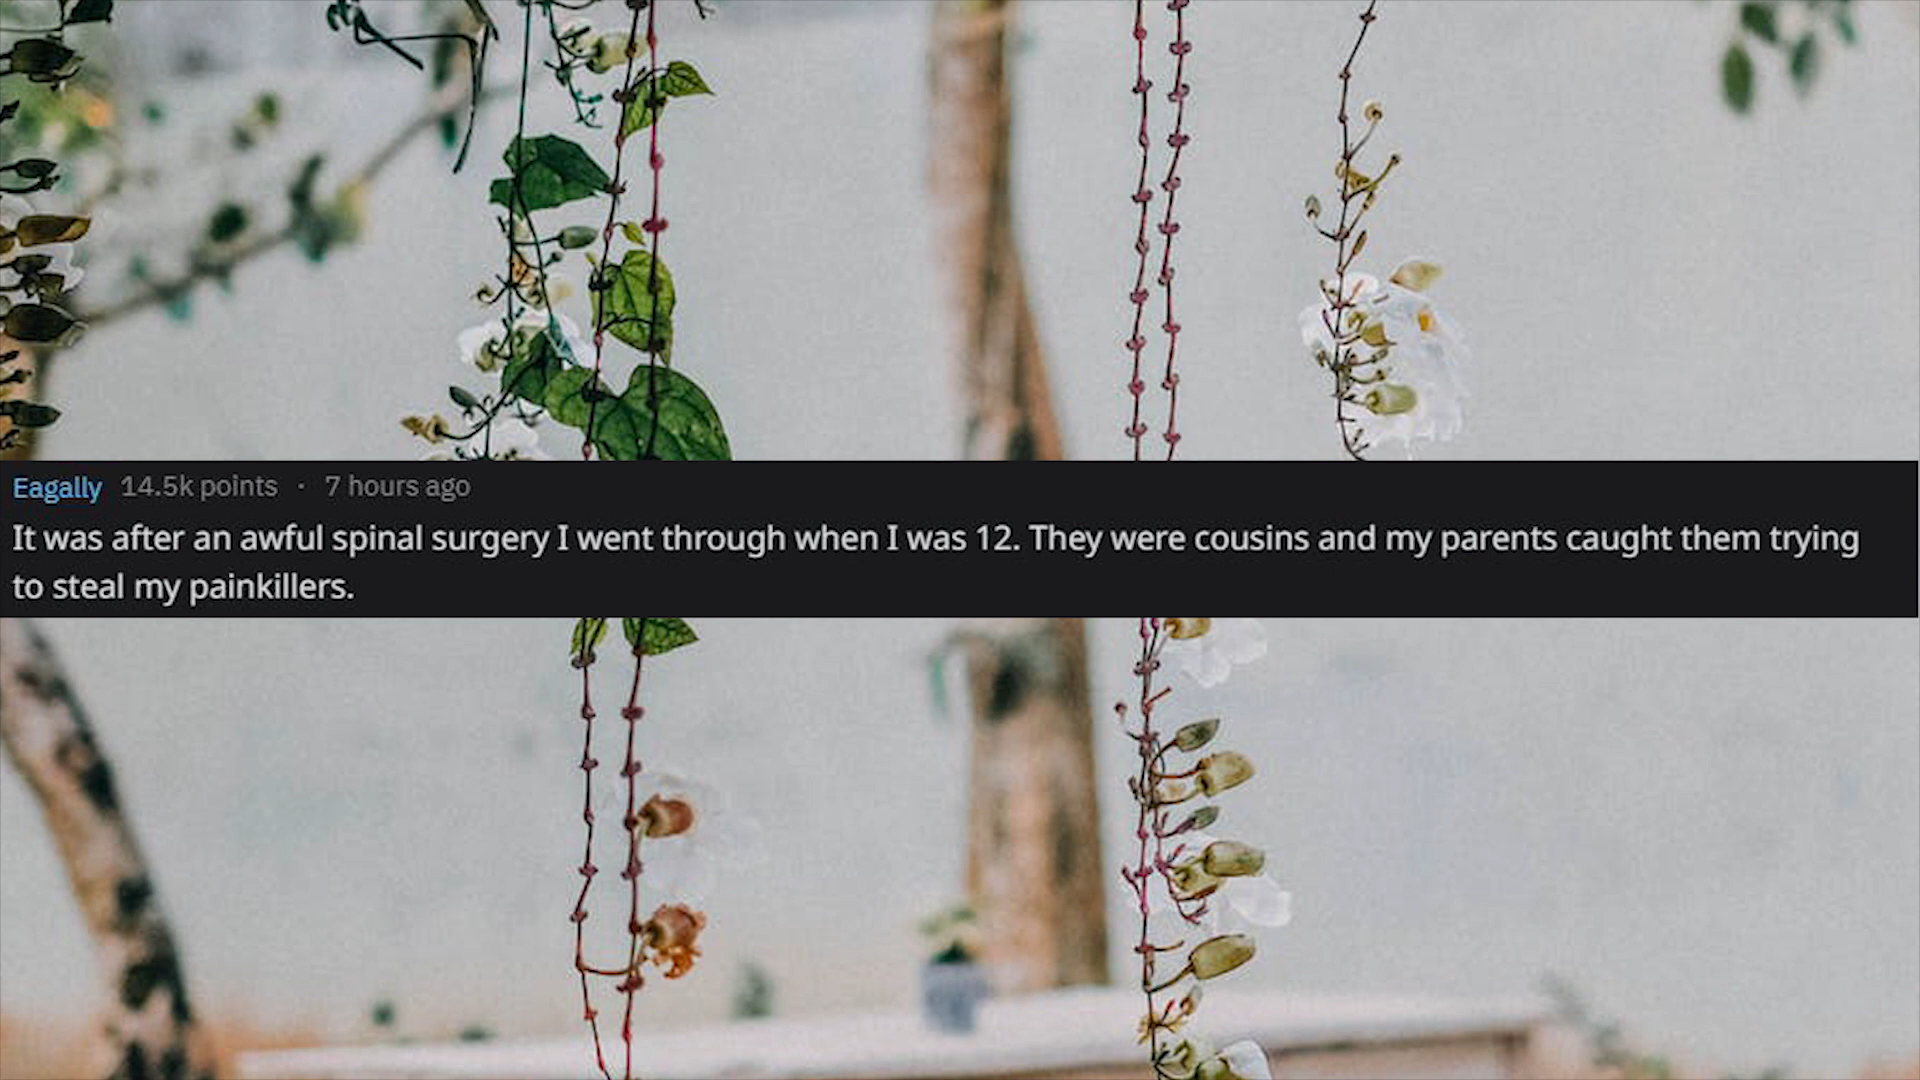 Eagally 14.5k points · 7 hours ago
It was after an awful spinal surgery I went through when I was 12. They were cousins and my parents caught them trying
to steal my painkillers.